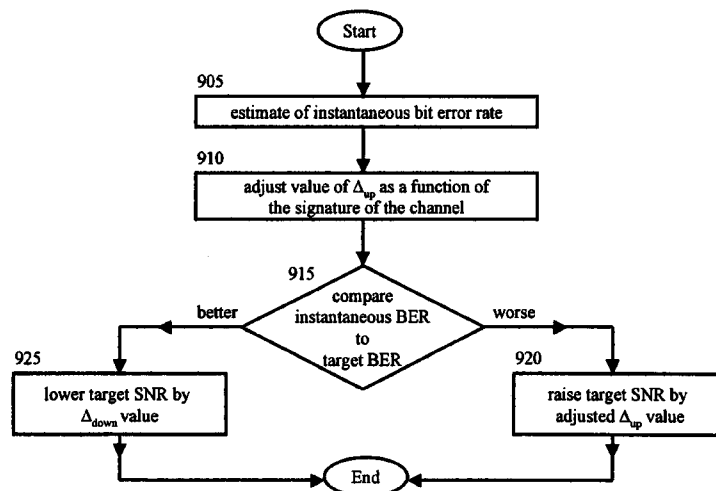 Start
905
estimate of instantaneous bit error rate
910
adjust value of Δup as a function of
the signature of the channel
915
compare
instantaneous BER
to
target BER
better
worse
925
lower target SNR by
Δdown value
920
raise target SNR by
adjusted Δup value
End